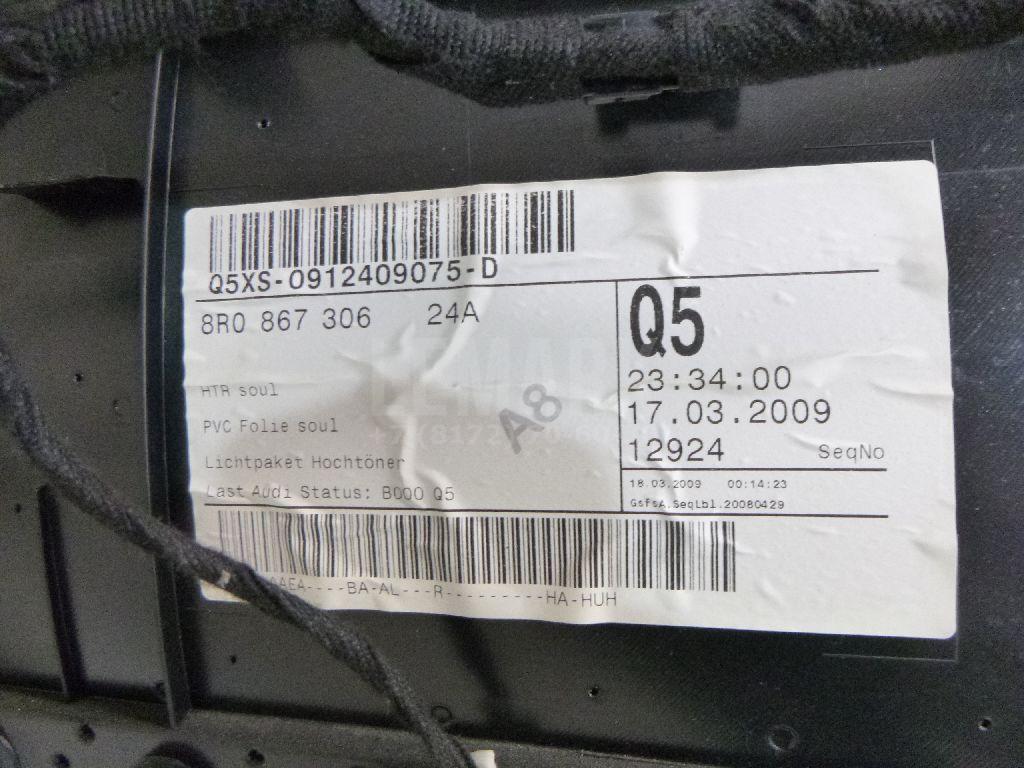 Q5XS-0912409075-D
8R0 867 306 24A
Q5
23:34:00
17.03.2009
12924 SeqNo
HTR soul
PVC Folie soul
Lichtpaket Hochtöner
Last Audi Status: B000 Q5
A8
18.03.2009 00:14:23
GsFsA.SeqLbl.20080429
AAEA----BA-AL---R---------HA-HUH